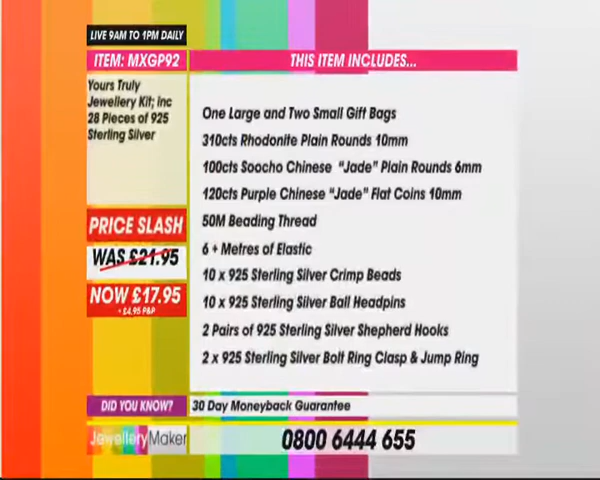 LIVE 9AM TO 1PM DAILY
ITEM: MXGP92
THIS ITEM INCLUDES...
Yours Truly
Jewellery Kit; inc
28 Pieces of 925
Sterling Silver
PRICE SLASH
WAS £21.95
NOW £17.95
+ £4.95 P&P
One Large and Two Small Gift Bags
310cts Rhodonite Plain Rounds 10mm
100cts Soocho Chinese "Jade" Plain Rounds 6mm
120cts Purple Chinese "Jade" Flat Coins 10mm
50M Beading Thread
6 + Metres of Elastic
10 x 925 Sterling Silver Crimp Beads
10 x 925 Sterling Silver Ball Headpins
2 Pairs of 925 Sterling Silver Shepherd Hooks
2 x 925 Sterling Silver Bolt Ring Clasp & Jump Ring
DID YOU KNOW?
30 Day Moneyback Guarantee
JewelleryMaker
0800 6444 655